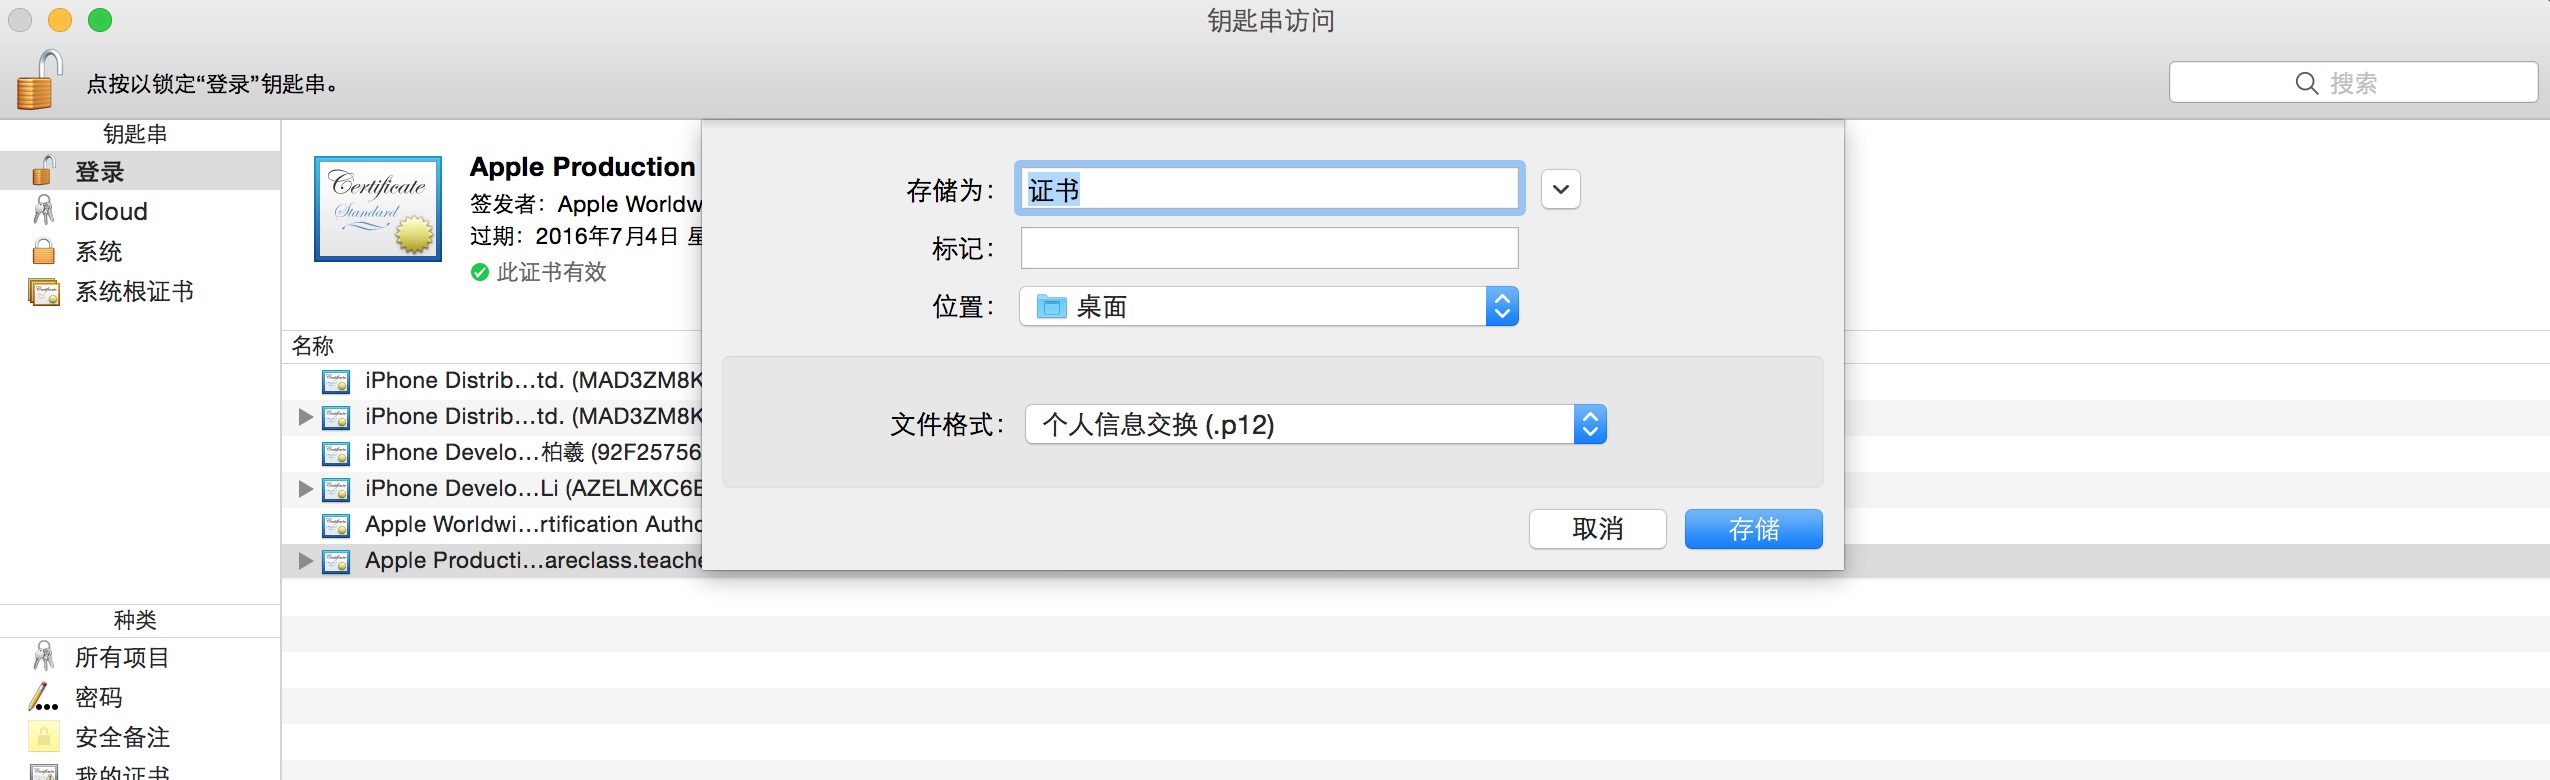 钥匙串访问
点按以锁定“登录”钥匙串。
搜索
钥匙串
登录
iCloud
系统
系统根证书
Certificate
Standard
Apple Production
签发者：Apple Worldw
过期：2016年7月4日 星
此证书有效
名称
iPhone Distrib...td. (MAD3ZM8K
iPhone Distrib...td. (MAD3ZM8K
iPhone Develo...柏羲 (92F25756
iPhone Develo...Li (AZELMXC6E
Apple Worldwi...rtification Autho
Apple Producti...areclass.teache
存储为：
证书
标记：
位置：
桌面
文件格式：
个人信息交换 (.p12)
取消
存储
种类
所有项目
密码
安全备注
我的证书